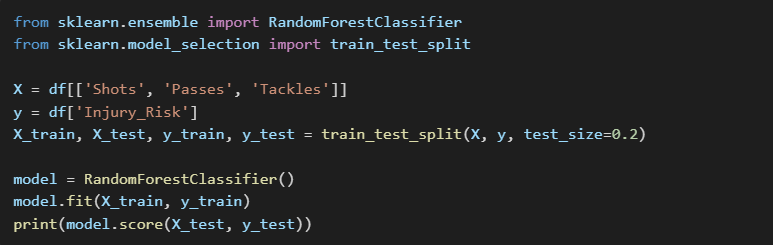 from sklearn.ensemble import RandomForestClassifier
from sklearn.model_selection import train_test_split
X = df[['Shots', 'Passes', 'Tackles']]
y = df['Injury_Risk']
X_train, X_test, y_train, y_test = train_test_split(X, y, test_size=0.2)
model = RandomForestClassifier()
model.fit(X_train, y_train)
print(model.score(X_test, y_test))